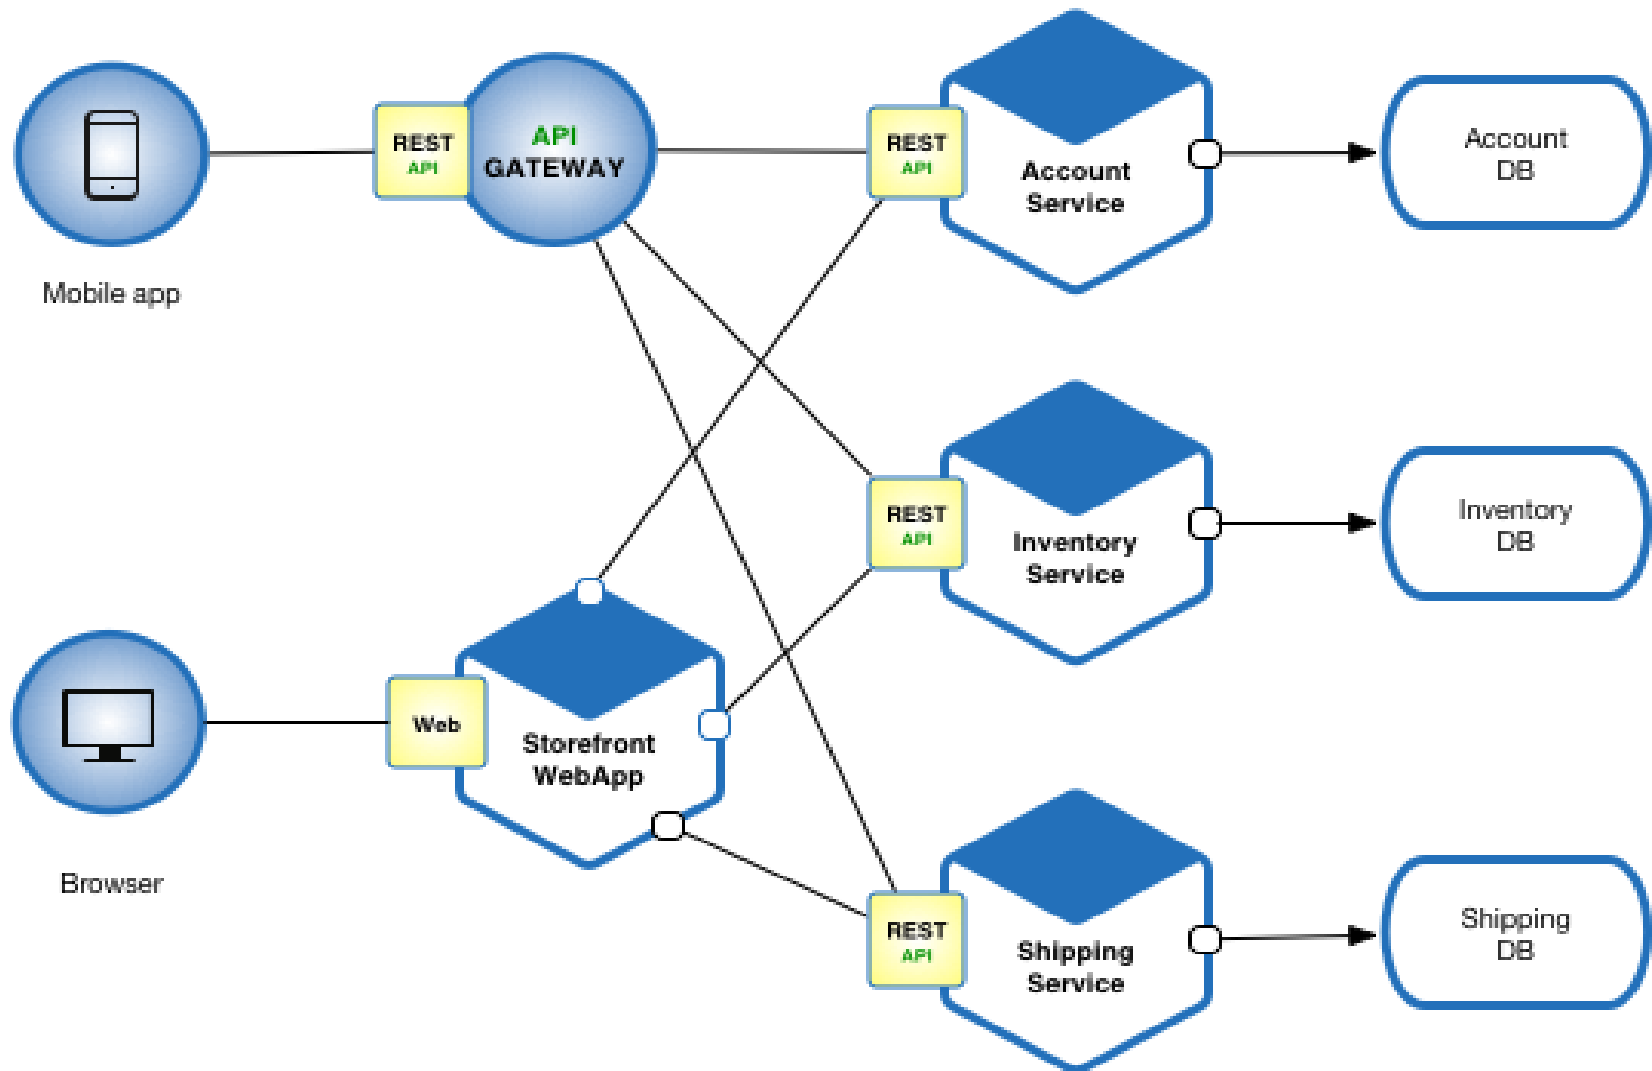 Mobile app
REST
API
API
GATEWAY
REST
API
Account
Service
Account
DB
REST
API
Inventory
Service
Inventory
DB
Browser
Web
Storefront
WebApp
REST
API
Shipping
Service
Shipping
DB